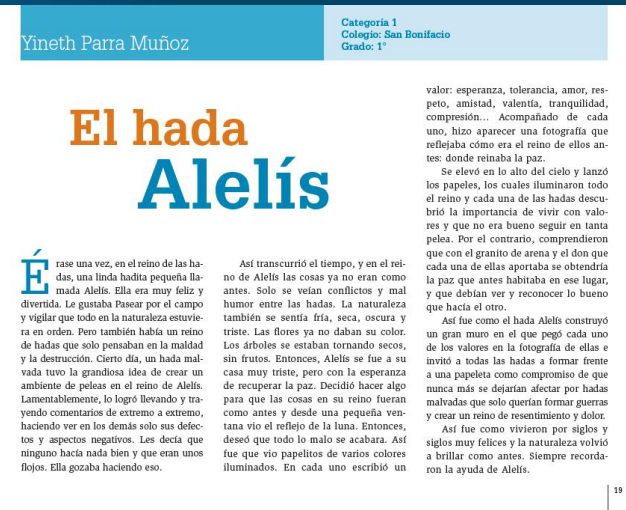 Yineth Parra Muñoz
Categoría 1
Colegio: San Bonifacio
Grado: 1°
El hada
Alelís
Érase una vez, en el reino de las ha-
das, una linda hadita pequeña lla-
mada Alelís. Ella era muy feliz y
divertida. Le gustaba Pasear por el campo
y vigilar que todo en la naturaleza estuvie-
ra en orden. Pero también había un reino
de hadas que solo pensaban en la maldad
y la destrucción. Cierto día, un hada mal-
vada tuvo la grandiosa idea de crear un
ambiente de peleas en el reino de Alelís.
Lamentablemente, lo logró llevando y tra-
yendo comentarios de extremo a extremo,
haciendo ver en los demás solo sus defec-
tos y aspectos negativos. Les decía que
ninguno hacía nada bien y que eran unos
flojos. Ella gozaba haciendo eso.
Así transcurrió el tiempo, y en el rei-
no de Alelís las cosas ya no eran como
antes. Solo se veían conflictos y mal
humor entre las hadas. La naturaleza
también se sentía fría, seca, oscura y
triste. Las flores ya no daban su color.
Los árboles se estaban tornando secos,
sin frutos. Entonces, Alelís se fue a su
casa muy triste, pero con la esperanza
de recuperar la paz. Decidió hacer algo
para que las cosas en su reino fueran
como antes y desde una pequeña ven-
tana vio el reflejo de la luna. Entonces,
deseó que todo lo malo se acabara. Así
fue que vio papelitos de varios colores
iluminados. En cada uno escribió un
valor: esperanza, tolerancia, amor, res-
peto, amistad, valentía, tranquilidad,
compresión... Acompañado de cada
uno, hizo aparecer una fotografía que
reflejaba cómo era el reino de ellos an-
tes: donde reinaba la paz.
Se elevó en lo alto del cielo y lanzó
los papeles, los cuales iluminaron todo
el reino y cada una de las hadas descu-
brió la importancia de vivir con valo-
res y que no era bueno seguir en tanta
pelea. Por el contrario, comprendieron
que con el granito de arena y el don que
cada una de ellas aportaba se obtendría
la paz que antes habitaba en ese lugar,
y que debían ver y reconocer lo bueno
que hacía el otro.
Así fue como el hada Alelís construyó
un gran muro en el que pegó cada uno
de los valores en la fotografía de ellas e
invitó a todas las hadas a formar frente
a una papeleta como compromiso de que
nunca más se dejarían afectar por hadas
malvadas que solo querían formar guerras
y crear un reino de resentimiento y dolor.
Así fue como vivieron por siglos y
siglos muy felices y la naturaleza volvió
a brillar como antes. Siempre recorda-
ron la ayuda de Alelís.
19